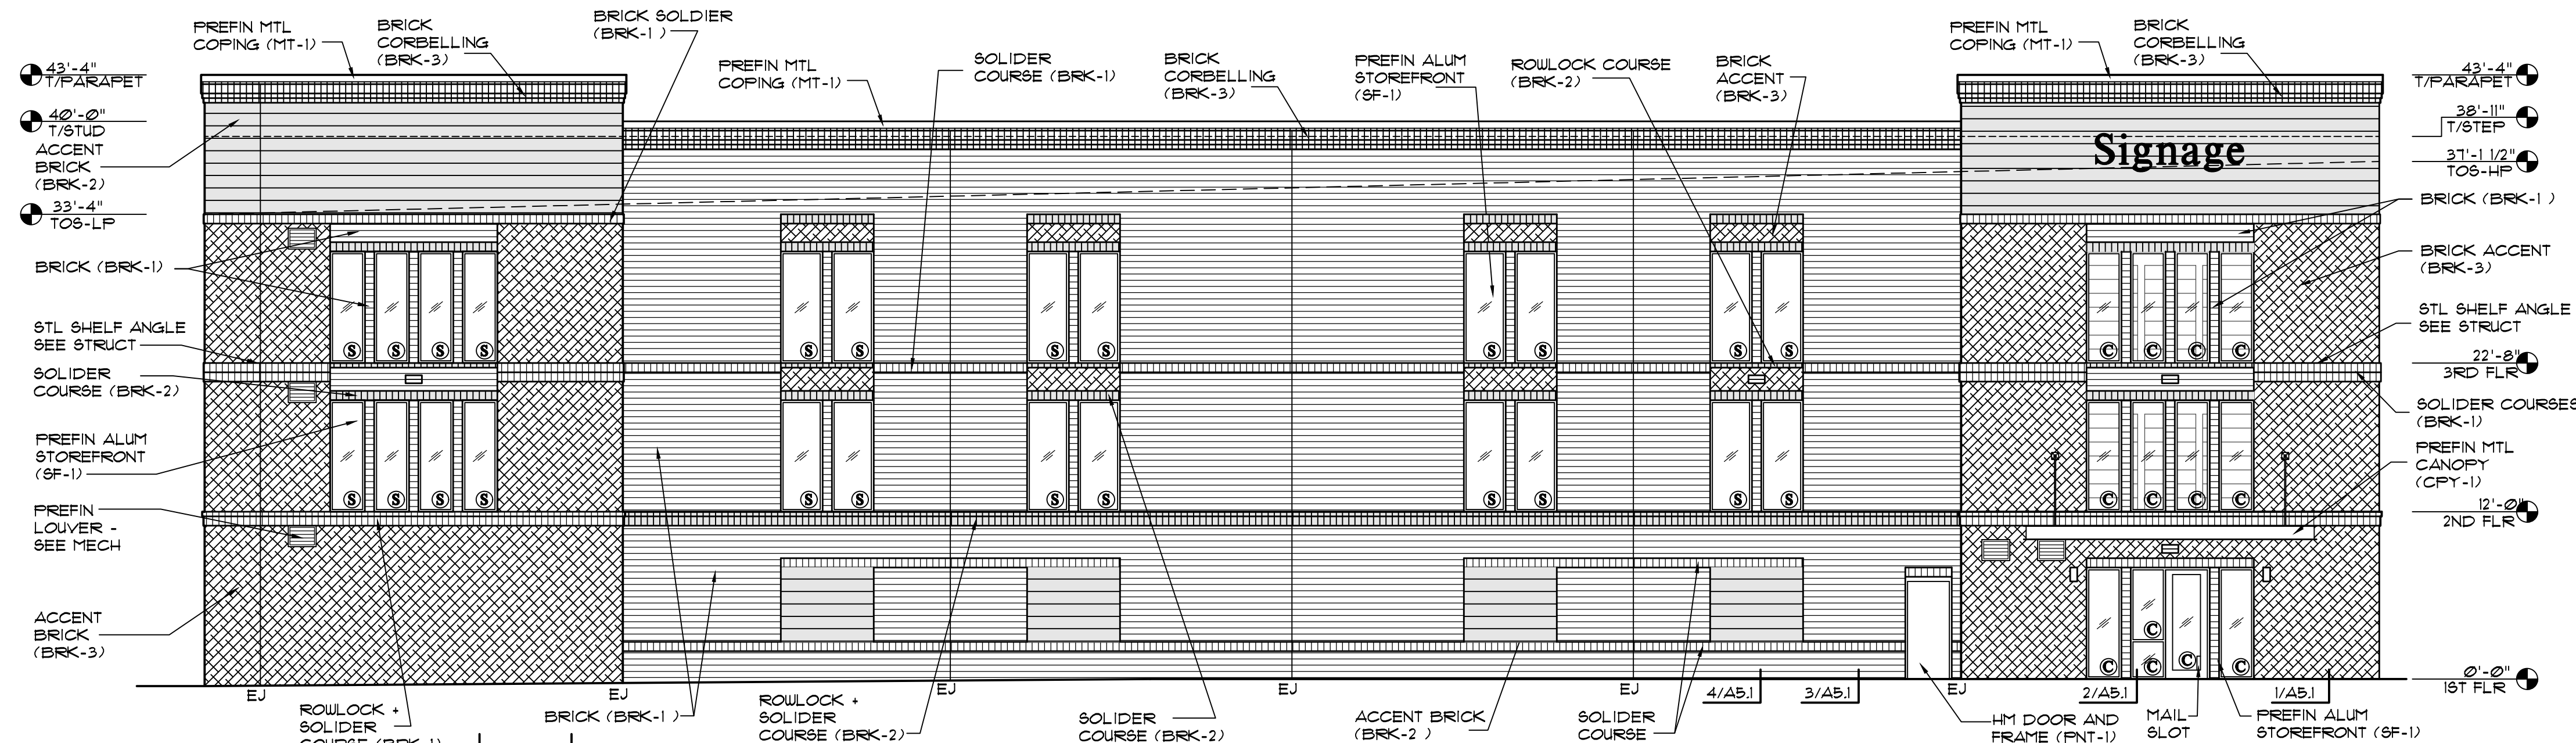 PREFIN MTL
COPING (MT-1)
BRICK
CORBELLING
(BRK-3)
BRICK SOLDIER
(BRK-1 )
PREFIN MTL
COPING (MT-1)
SOLIDER
COURSE (BRK-1)
BRICK
CORBELLING
(BRK-3)
PREFIN ALUM
STOREFRONT
(SF-1)
ROWLOCK COURSE
(BRK-2)
BRICK
ACCENT
(BRK-3)
PREFIN MTL
COPING (MT-1)
BRICK
CORBELLING
(BRK-3)
43'-4"
T/PARAPET
40'-0"
T/STUD
ACCENT
BRICK
(BRK-2)
33'-4"
TOS-LP
BRICK (BRK-1)
STL SHELF ANGLE
SEE STRUCT
SOLIDER
COURSE (BRK-2)
PREFIN ALUM
STOREFRONT
(SF-1)
PREFIN
LOUVER -
SEE MECH
ACCENT
BRICK
(BRK-3)
Signage
S S S S
S S
S S
S S
S S
C C C C
S S S S
S S
S S
S S
S S
C C C C
C
C C C C
43'-4"
T/PARAPET
38'-11"
T/STEP
37'-1 1/2"
TOS-HP
BRICK (BRK-1 )
BRICK ACCENT
(BRK-3)
STL SHELF ANGLE
SEE STRUCT
22'-8"
3RD FLR
SOLIDER COURSES
(BRK-1)
PREFIN MTL
CANOPY
(CPY-1)
12'-0"
2ND FLR
0'-0"
1ST FLR
EJ
EJ
EJ
EJ
EJ
4/A5.1
3/A5.1
EJ
2/A5.1
1/A5.1
ROWLOCK +
SOLIDER
COURSE (BRK-1)
BRICK (BRK-1 )
ROWLOCK +
SOLIDER
COURSE (BRK-2)
SOLIDER
COURSE (BRK-2)
ACCENT BRICK
(BRK-2 )
SOLIDER
COURSE
HM DOOR AND
FRAME (PNT-1)
MAIL
SLOT
PREFIN ALUM
STOREFRONT (SF-1)